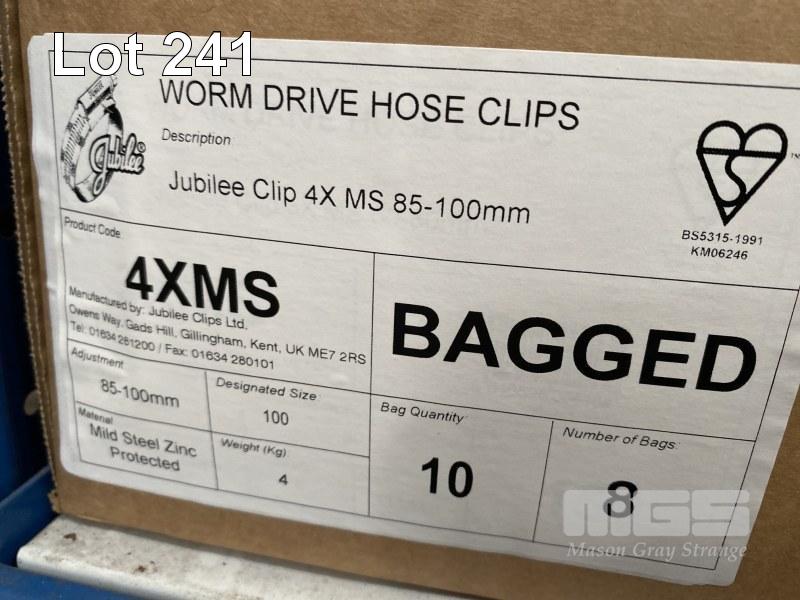 Lot 241
WORM DRIVE HOSE CLIPS
Jubilee®
Description
Jubilee Clip 4X MS 85-100mm
TM
BS5315-1991
KM06246
Product Code
4XMS
Manufactured by: Jubilee Clips Ltd.
Owens Way, Gads Hill, Gillingham, Kent, UK ME7 2RS
Tel: 01634 281200 / Fax: 01634 280101
BAGGED
Adjustment
85-100mm
Designated Size:
100
Material
Mild Steel Zinc
Protected
Weight (Kg)
4
Bag Quantity
10
Number of Bags:
8
MGS
Mason Gray Strange